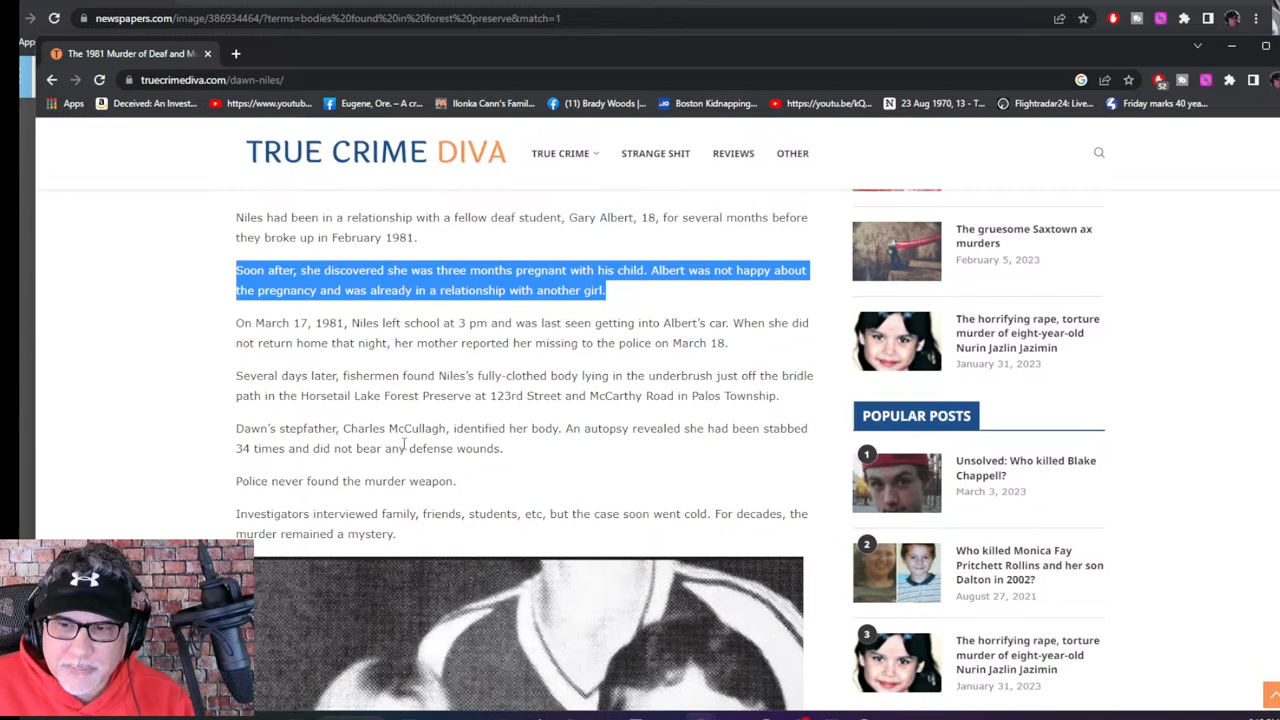 newspapers.com/image/386934464/?terms=bodies%20found%20in%20forest%20preserve&match=1
App
The 1981 Murder of Deaf and M
truecrimediva.com/dawn-niles/
52
Apps
Deceived: An Invest...
https://www.youtub...
Eugene, Ore. – A cr...
Ilonka Cann's Famil...
(11) Brady Woods |...
Boston Kidnapping...
https://youtu.be/kQ...
23 Aug 1970, 13 - T...
Flightradar24: Live...
Friday marks 40 yea...
TRUE CRIME DIVA
TRUE CRIME
STRANGE SHIT
REVIEWS
OTHER
Niles had been in a relationship with a fellow deaf student, Gary Albert, 18, for several months before
they broke up in February 1981.
Soon after, she discovered she was three months pregnant with his child. Albert was not happy about
the pregnancy and was already in a relationship with another girl.
On March 17, 1981, Niles left school at 3 pm and was last seen getting into Albert's car. When she did
not return home that night, her mother reported her missing to the police on March 18.
Several days later, fishermen found Niles's fully-clothed body lying in the underbrush just off the bridle
path in the Horsetail Lake Forest Preserve at 123rd Street and McCarthy Road in Palos Township.
Dawn's stepfather, Charles McCullagh, identified her body. An autopsy revealed she had been stabbed
34 times and did not bear any defense wounds.
Police never found the murder weapon.
Investigators interviewed family, friends, students, etc, but the case soon went cold. For decades, the
murder remained a mystery.
The gruesome Saxtown ax
murders
February 5, 2023
The horrifying rape, torture
murder of eight-year-old
Nurin Jazlin Jazimin
January 31, 2023
POPULAR POSTS
1
Unsolved: Who killed Blake
Chappell?
March 3, 2023
2
Who killed Monica Fay
Pritchett Rollins and her son
Dalton in 2002?
August 27, 2021
3
The horrifying rape, torture
murder of eight-year-old
Nurin Jazlin Jazimin
January 31, 2023